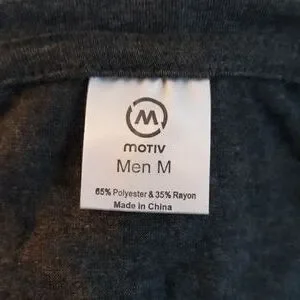 M
MOTIV
Men M
65% Polyester & 35% Rayon
Made in China